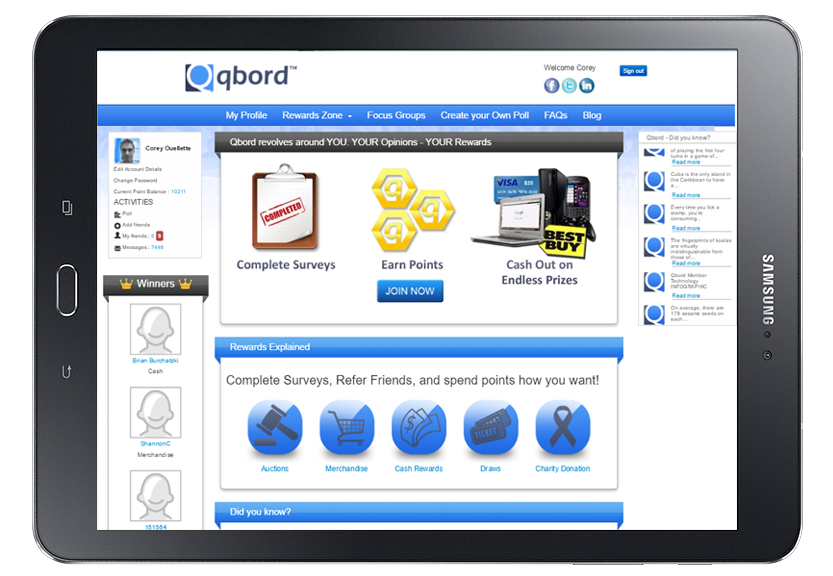 qbord™
Welcome Corey
Sign out
My Profile Rewards Zone Focus Groups Create your Own Poll FAQs Blog
Corey Ouellette
Edit Account Details
Change Password
Current Point Balance : 10211
ACTIVITIES
Poll
Add friends
My friends : 6 9
Messages : 7446
Winners
Brian Burchatzki
Cash
ShannonC
Merchandise
151564
Qbord revolves around YOU. YOUR Opinions - YOUR Rewards
COMPLETED
VISA $25
Google
BEST
BUY
Complete Surveys
Earn Points
JOIN NOW
Cash Out on
Endless Prizes
Rewards Explained
Complete Surveys, Refer Friends, and spend points how you want!
TICKET
Auctions Merchandise Cash Rewards Draws Charity Donation
Did you know?
Qbord - Did you know?
of playing the first four
turns in a game of...
Read more
Cuba is the only island in
the Caribbean to have
a...
Read more
Every time you lick a
stamp, you're
consuming...
Read more
The fingerprints of koalas
are virtually
indistinguishable from
those of...
Read more
Qbord Member
Technology
INFOGRAPHIC
Read more
On average, there are
178 sesame seeds on
each...
SAMSUNG